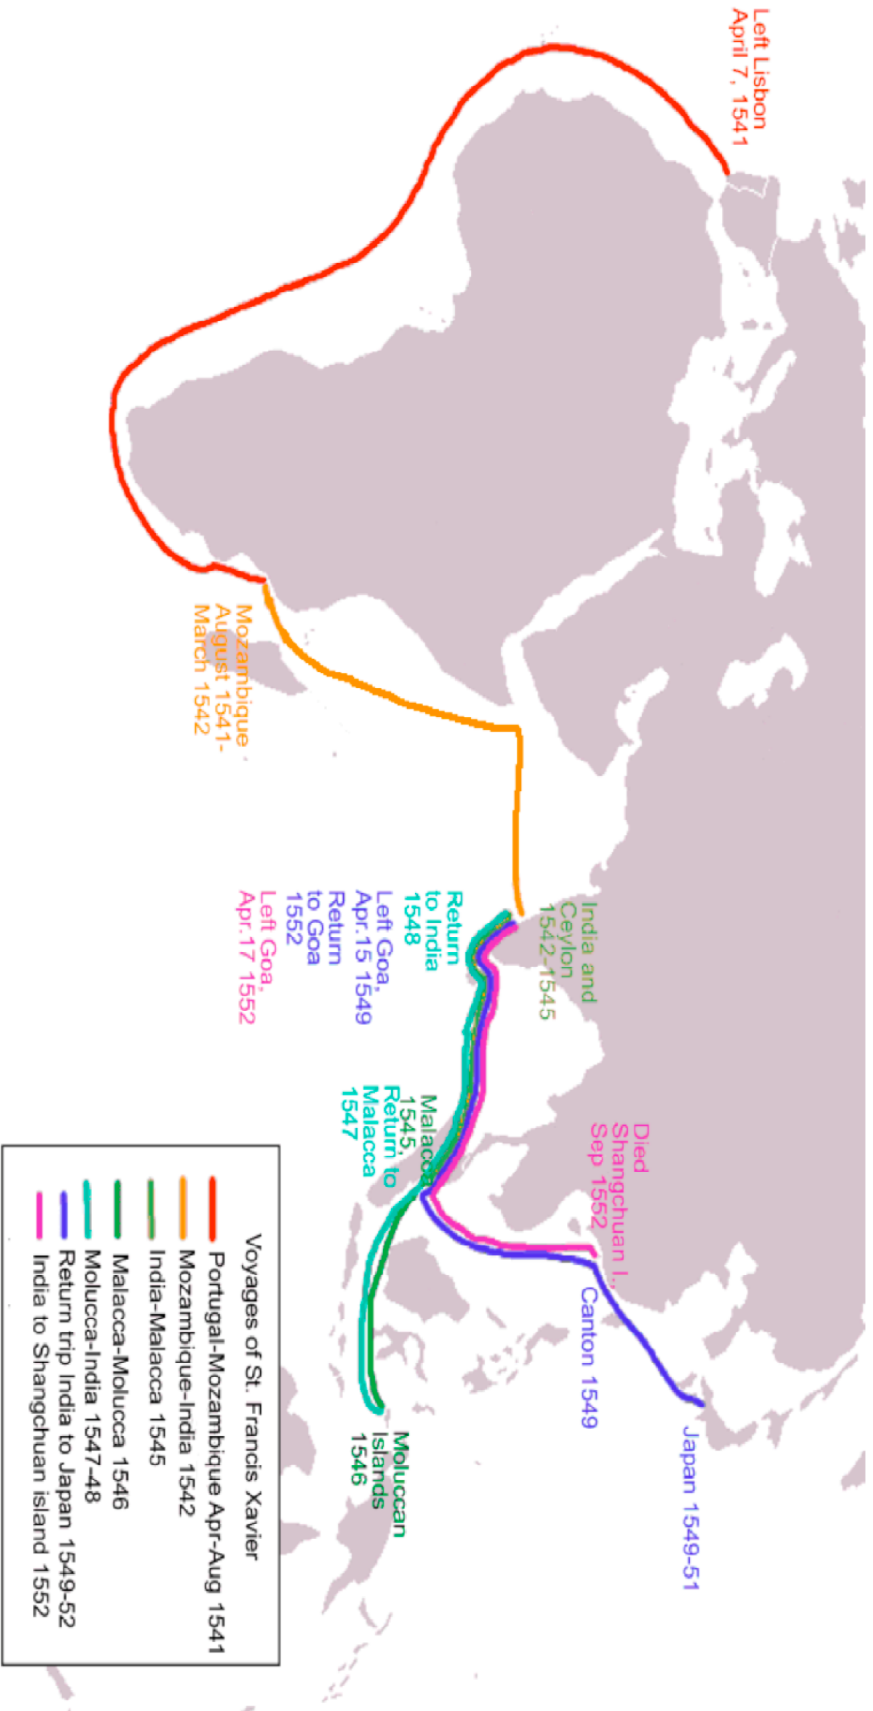 Left Lisbon
April 7, 1541
Mozambique
August 1541-
March 1542
India and
Ceylon
1542-1545
Return
to India
1548
Left Goa,
Apr.15 1549
Return
to Goa
1552
Left Goa,
Apr.17 1552
Malacca
1545,
Return to
Malacca
1547
Died
Shangchuan I.,
Sep 1552
Canton 1549
Japan 1549-51
Moluccan
Islands
1546
Voyages of St. Francis Xavier
Portugal-Mozambique Apr-Aug 1541
Mozambique-India 1542
India-Malacca 1545
Malacca-Molucca 1546
Molucca-India 1547-48
Return trip India to Japan 1549-52
India to Shangchuan island 1552